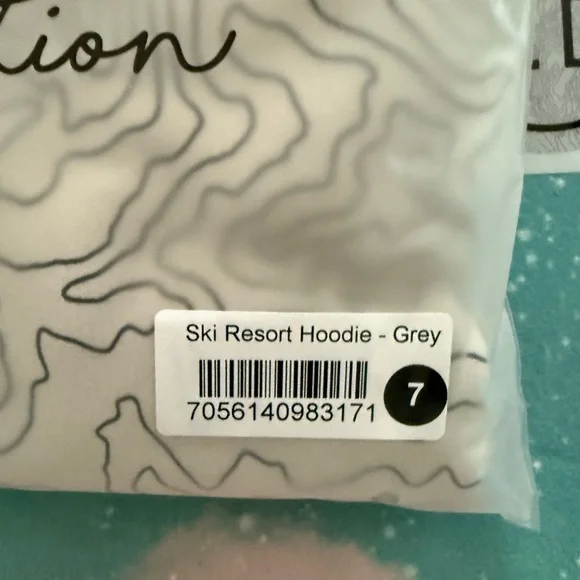 tion
Ski Resort Hoodie - Grey
7056140983171
7